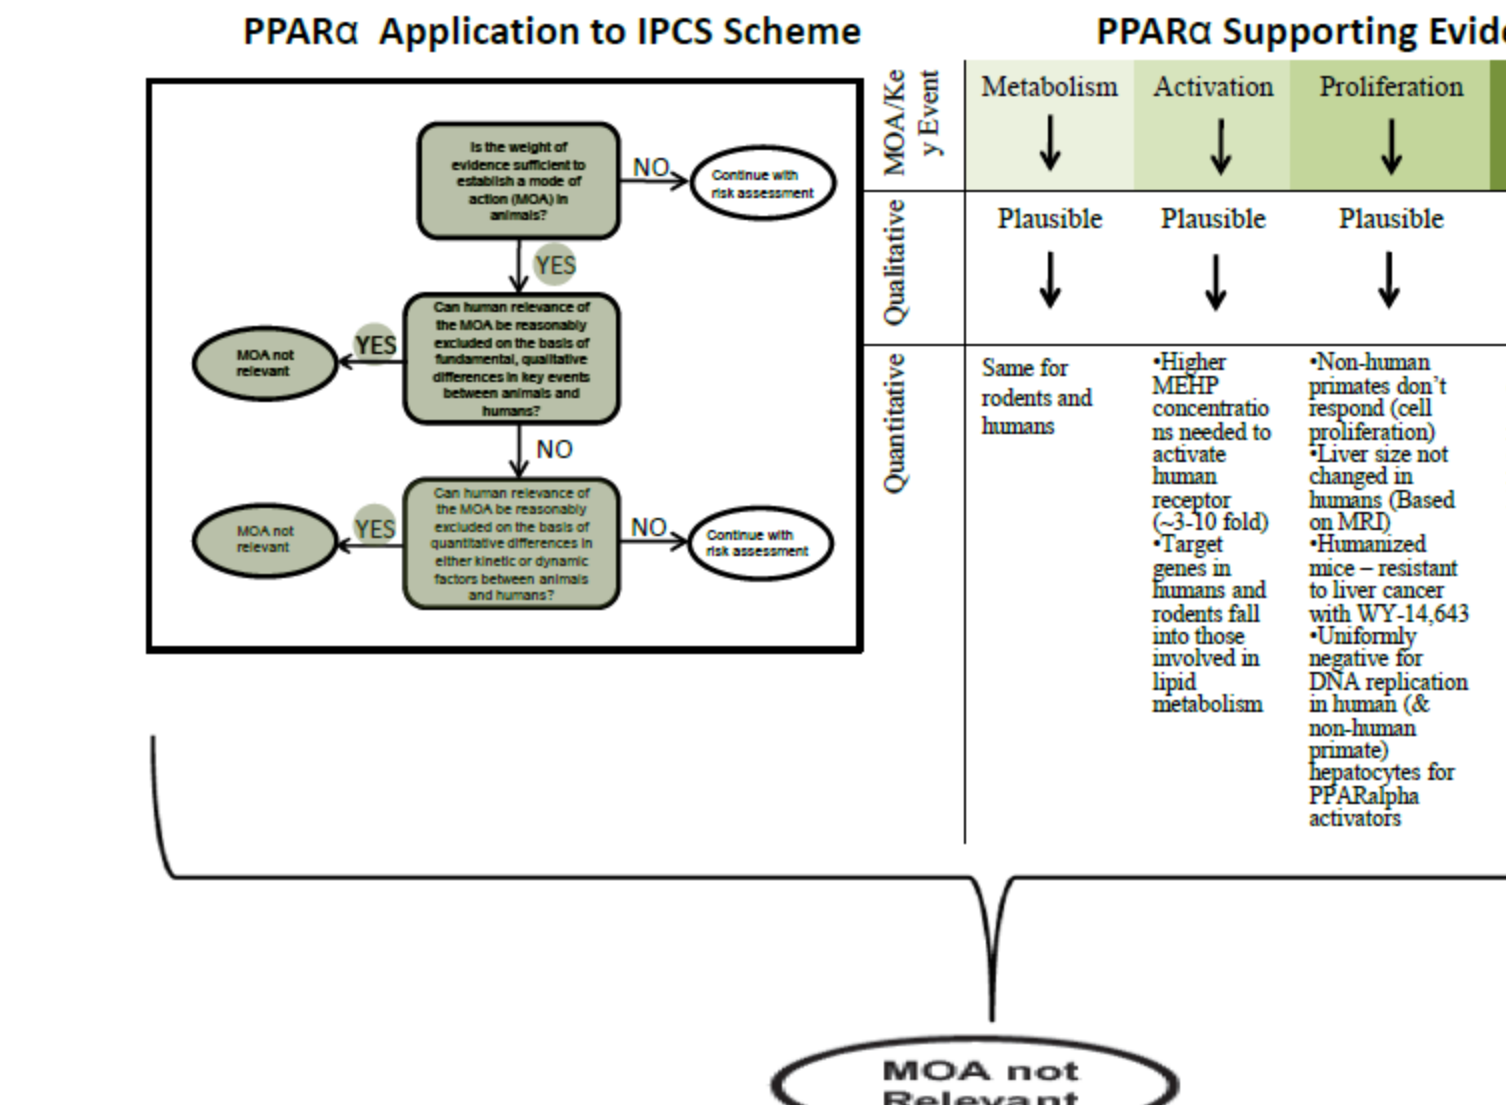 PPARα Application to IPCS Scheme
Is the weight of
evidence sufficient to
establish a mode of
action (MOA) in
animals?
NO
Continue with
risk assessment
YES
Can human relevance of
the MOA be reasonably
excluded on the basis of
fundamental, qualitative
differences in key events
between animals and
humans?
YES
MOA not
relevant
NO
Can human relevance of
the MOA be reasonably
excluded on the basis of
quantitative differences in
either kinetic or dynamic
factors between animals
and humans?
YES
MOA not
relevant
NO
Continue with
risk assessment
PPARα Supporting Evid
MOA/Ke
y Event
Metabolism
Activation
Proliferation
Qualitative
Plausible
Plausible
Plausible
Quantitative
Same for
rodents and
humans
•Higher
MEHP
concentratio
ns needed to
activate
human
receptor
(~3-10 fold)
•Target
genes in
humans and
rodents fall
into those
involved in
lipid
metabolism
•Non-human
primates don’t
respond (cell
proliferation)
•Liver size not
changed in
humans (Based
on MRI)
•Humanized
mice – resistant
to liver cancer
with WY-14,643
•Uniformly
negative for
DNA replication
in human (&
non-human
primate)
hepatocytes for
PPARalpha
activators
MOA not
Relevant